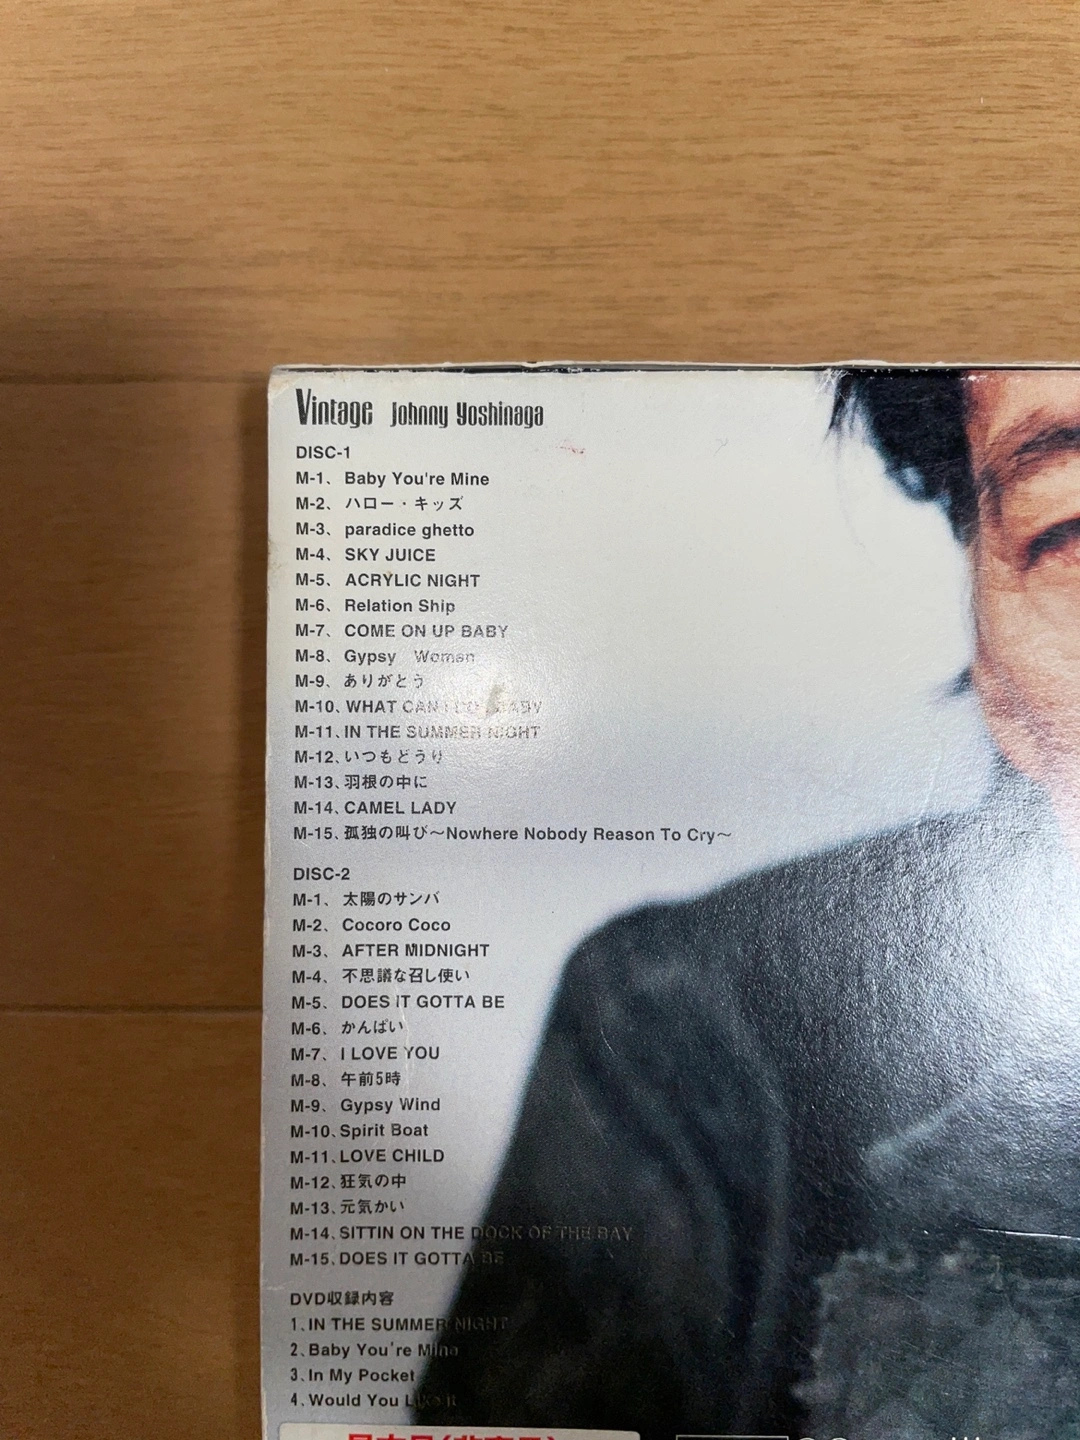 Vintage Johnny Yoshinaga
DISC-1
M-1、Baby You're Mine
M-2、ハロー・キッズ
M-3、paradice ghetto
M-4、SKY JUICE
M-5、ACRYLIC NIGHT
M-6、Relation Ship
M-7、COME ON UP BABY
M-8、Gypsy Woman
M-9、ありがとう
M-10、WHAT CAN I DO BABY
M-11、IN THE SUMMER NIGHT
M-12、いつもどうり
M-13、羽根の中に
M-14、CAMEL LADY
M-15、孤独の叫び〜Nowhere Nobody Reason To Cry〜
DISC-2
M-1、太陽のサンバ
M-2、Cocoro Coco
M-3、AFTER MIDNIGHT
M-4、不思議な召し使い
M-5、DOES IT GOTTA BE
M-6、かんぱい
M-7、I LOVE YOU
M-8、午前5時
M-9、Gypsy Wind
M-10、Spirit Boat
M-11、LOVE CHILD
M-12、狂気の中
M-13、元気かい
M-14、SITTIN ON THE DOCK OF THE BAY
M-15、DOES IT GOTTA BE
DVD収録内容
1、IN THE SUMMER NIGHT
2、Baby You're Mine
3、In My Pocket
4、Would You Like It